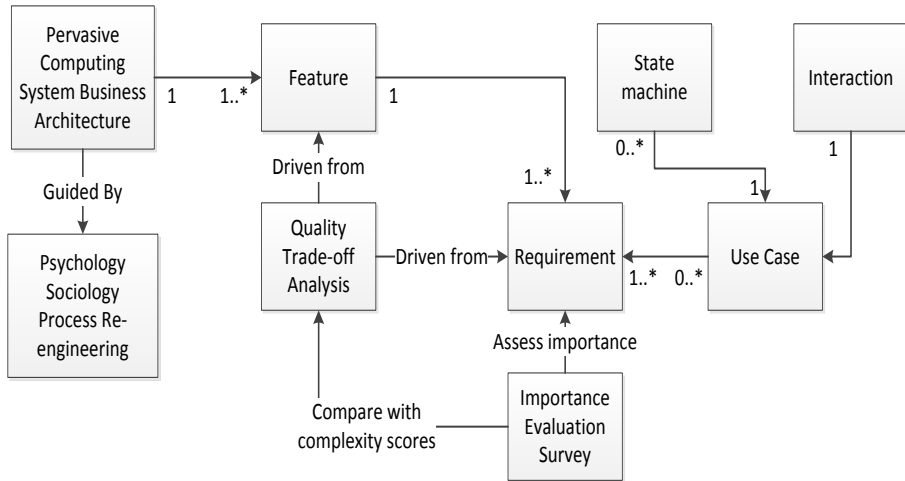 Pervasive
Computing
System Business
Architecture
1
1..*
Feature
1
1..*
State
machine
0..*
1
Interaction
1
Guided By
Psychology
Sociology
Process Re-
engineering
Driven from
Quality
Trade-off
Analysis
Driven from
Requirement
1..*
0..*
Use Case
Assess importance
Importance
Evaluation
Survey
Compare with
complexity scores